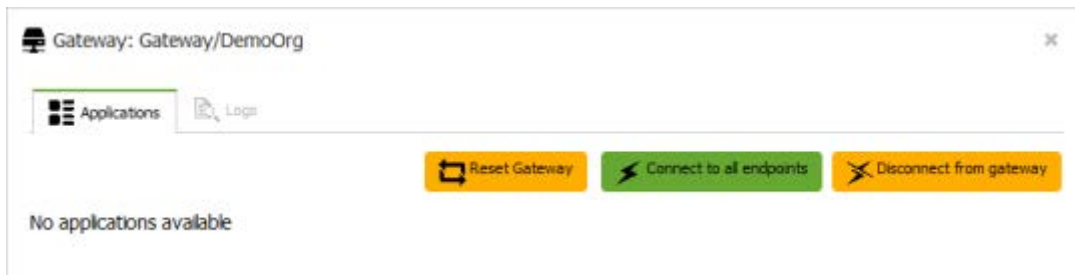 Gateway: Gateway/DemoOrg
Applications Logs
Reset Gateway Connect to all endpoints Disconnect from gateway
No applications available